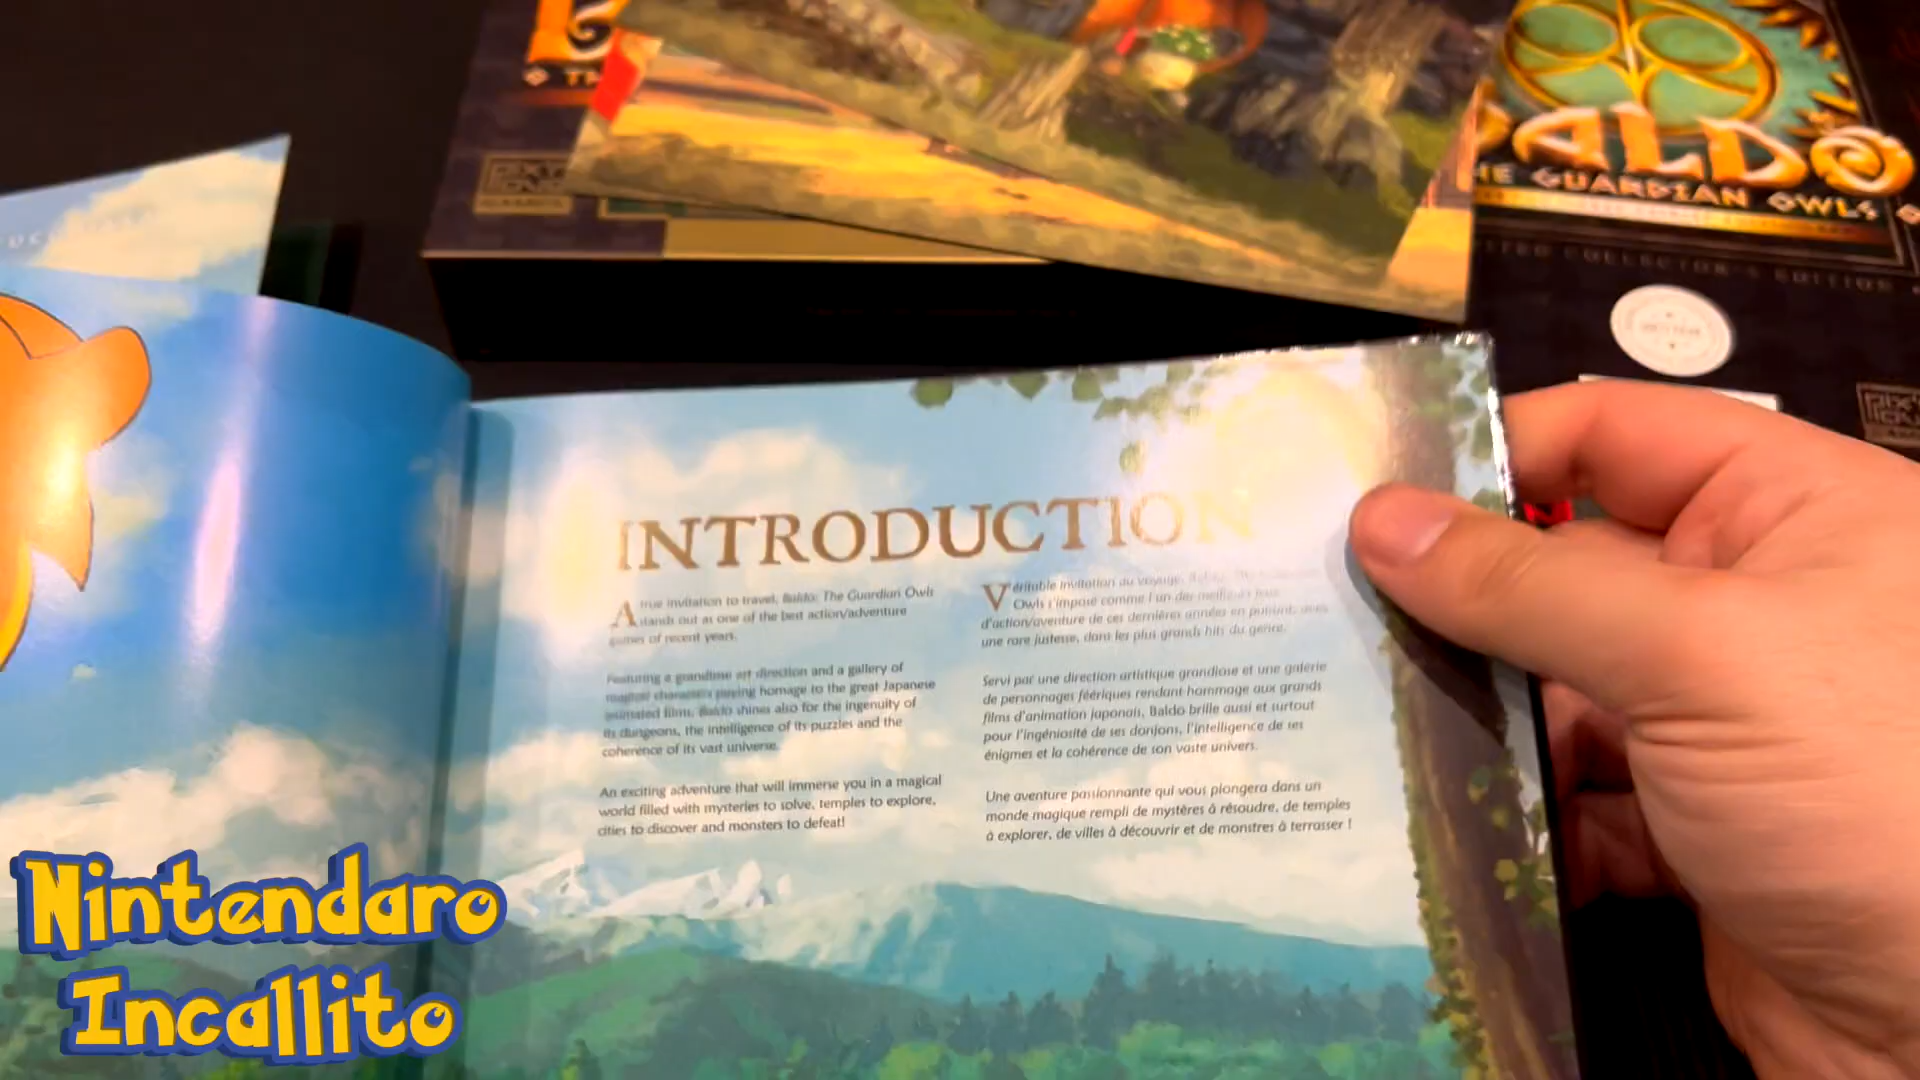 BALDO
THE GUARDIAN OWLS
COLLECTOR'S EDITION
INTRODUCTION
A true invitation to travel, Baldo: The Guardian Owls
stands out as one of the best action/adventure
games of recent years.
Featuring a grandiose art direction and a gallery of
magical characters paying homage to the great Japanese
animated films, Baldo shines also for the ingenuity of
its dungeons, the intelligence of its puzzles and the
coherence of its vast universe.
An exciting adventure that will immerse you in a magical
world filled with mysteries to solve, temples to explore,
cities to discover and monsters to defeat!
Véritable invitation au voyage,
Owls s'impose comme l'un des meilleurs jeux
d'action/aventure de ces dernières années en puisant, avec
une rare justesse, dans les plus grands hits du genre.
Servi par une direction artistique grandiose et une galerie
de personnages féériques rendant hommage aux grands
films d'animation japonais, Baldo brille aussi et surtout
pour l'ingéniosité de ses donjons, l'intelligence de ses
énigmes et la cohérence de son vaste univers.
Une aventure passionnante qui vous plongera dans un
monde magique rempli de mystères à résoudre, de temples
à explorer, de villes à découvrir et de monstres à terrasser !
Nintendaro
Incallito